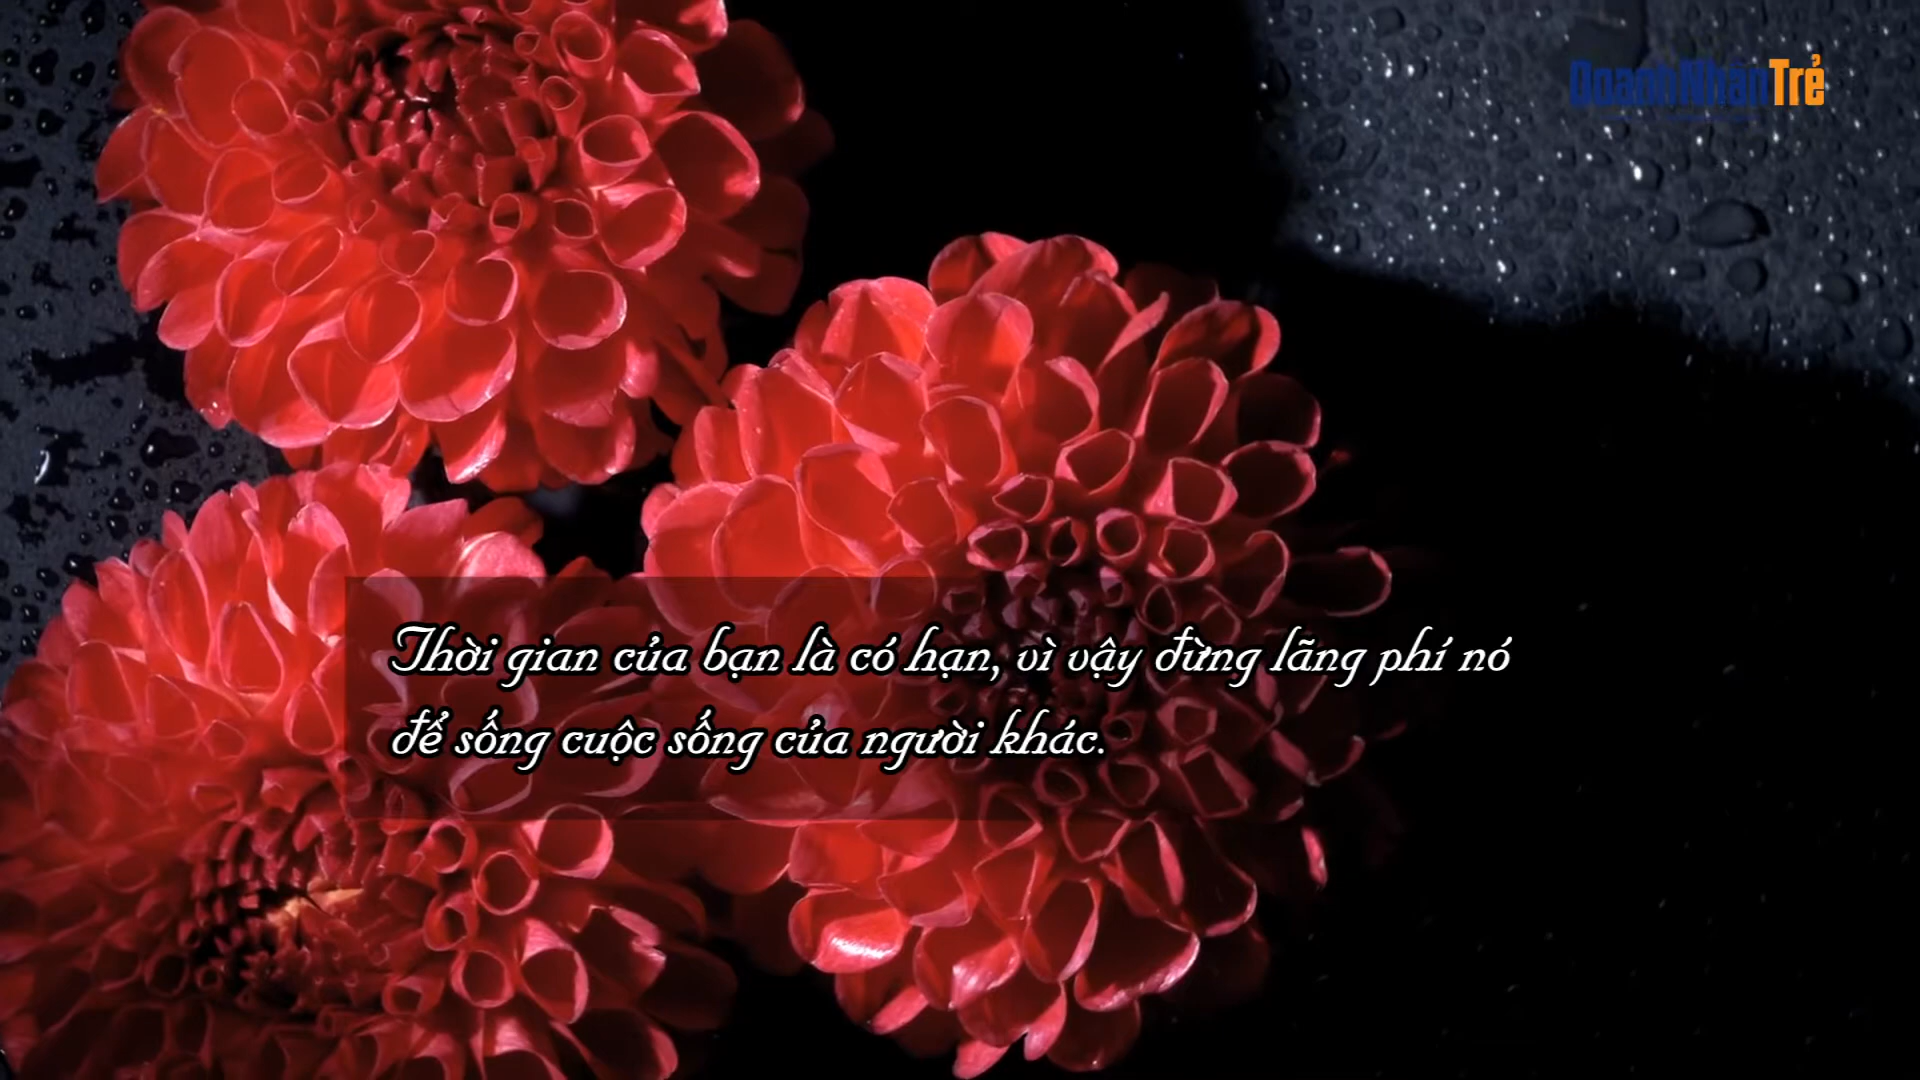 DoanhNhânTrẻ
Thời gian của bạn là có hạn, vì vậy đừng lãng phí nó
để sống cuộc sống của người khác.